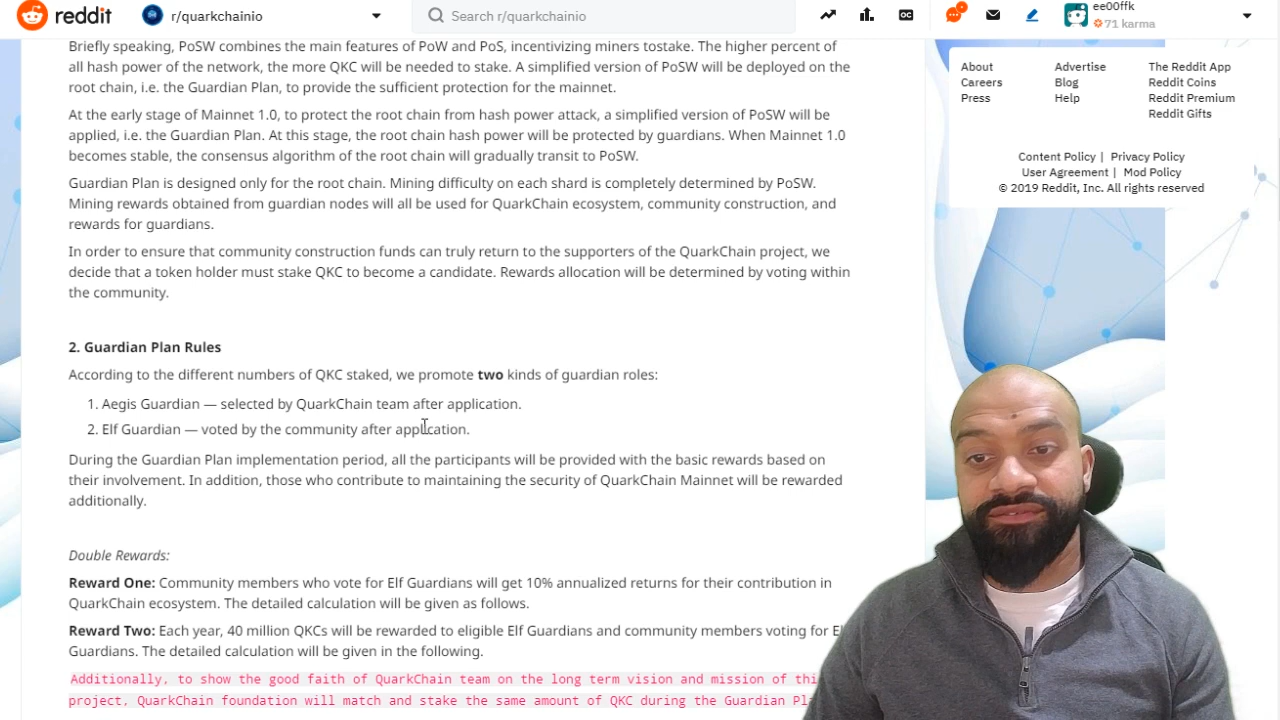 reddit
r/quarkchainio
Search r/quarkchainio
ee00ffk
71 karma
Briefly speaking, PoSW combines the main features of PoW and PoS, incentivizing miners tostake. The higher percent of
all hash power of the network, the more QKC will be needed to stake. A simplified version of PoSW will be deployed on the
root chain, i.e. the Guardian Plan, to provide the sufficient protection for the mainnet.
At the early stage of Mainnet 1.0, to protect the root chain from hash power attack, a simplified version of PoSW will be
applied, i.e. the Guardian Plan. At this stage, the root chain hash power will be protected by guardians. When Mainnet 1.0
becomes stable, the consensus algorithm of the root chain will gradually transit to PoSW.
Guardian Plan is designed only for the root chain. Mining difficulty on each shard is completely determined by PoSW.
Mining rewards obtained from guardian nodes will all be used for QuarkChain ecosystem, community construction, and
rewards for guardians.
In order to ensure that community construction funds can truly return to the supporters of the QuarkChain project, we
decide that a token holder must stake QKC to become a candidate. Rewards allocation will be determined by voting within
the community.
2. Guardian Plan Rules
According to the different numbers of QKC staked, we promote two kinds of guardian roles:
1. Aegis Guardian — selected by QuarkChain team after application.
2. Elf Guardian — voted by the community after application.
During the Guardian Plan implementation period, all the participants will be provided with the basic rewards based on
their involvement. In addition, those who contribute to maintaining the security of QuarkChain Mainnet will be rewarded
additionally.
Double Rewards:
Reward One: Community members who vote for Elf Guardians will get 10% annualized returns for their contribution in
QuarkChain ecosystem. The detailed calculation will be given as follows.
Reward Two: Each year, 40 million QKCs will be rewarded to eligible Elf Guardians and community members voting for
Guardians. The detailed calculation will be given in the following.
Additionally, to show the good faith of QuarkChain team on the long term vision and mission of
project, QuarkChain foundation will match and stake the same amount of QKC during the Guardian
About Advertise The Reddit App
Careers Blog Reddit Coins
Press Help Reddit Premium
Reddit Gifts
Content Policy | Privacy Policy
User Agreement | Mod Policy
© 2019 Reddit, Inc. All rights reserved